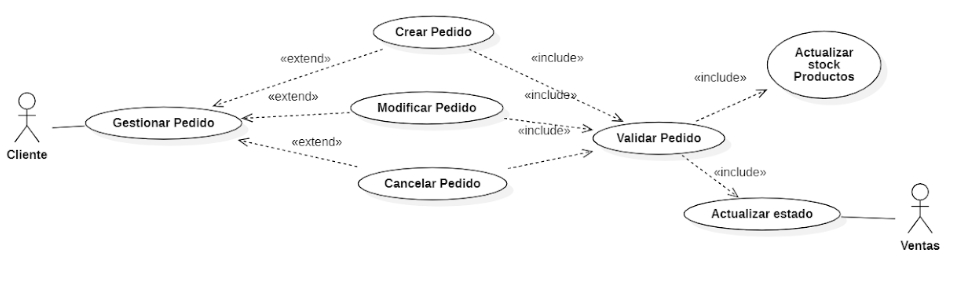 Crear Pedido
«extend»
«include»
Actualizar
stock
Productos
«include»
«extend»
Modificar Pedido
«include»
Gestionar Pedido
«include»
Validar Pedido
Cliente
«extend»
Cancelar Pedido
«include»
Actualizar estado
Ventas